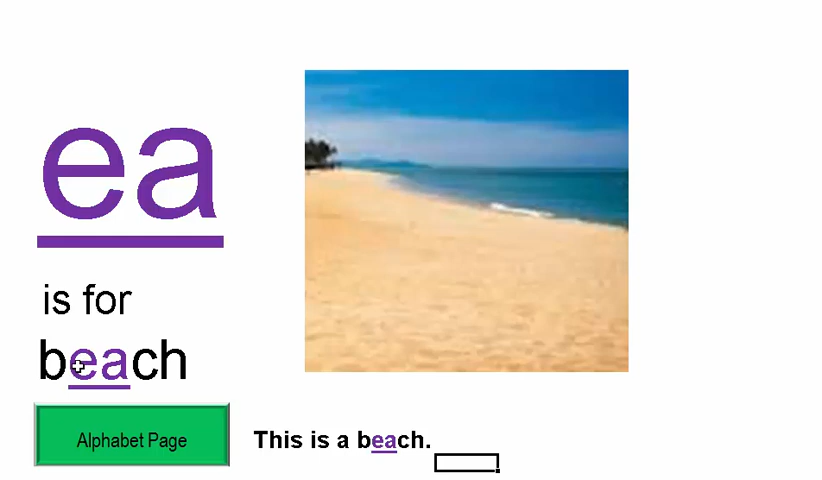 ea
is for
beach
Alphabet Page
This is a beach.